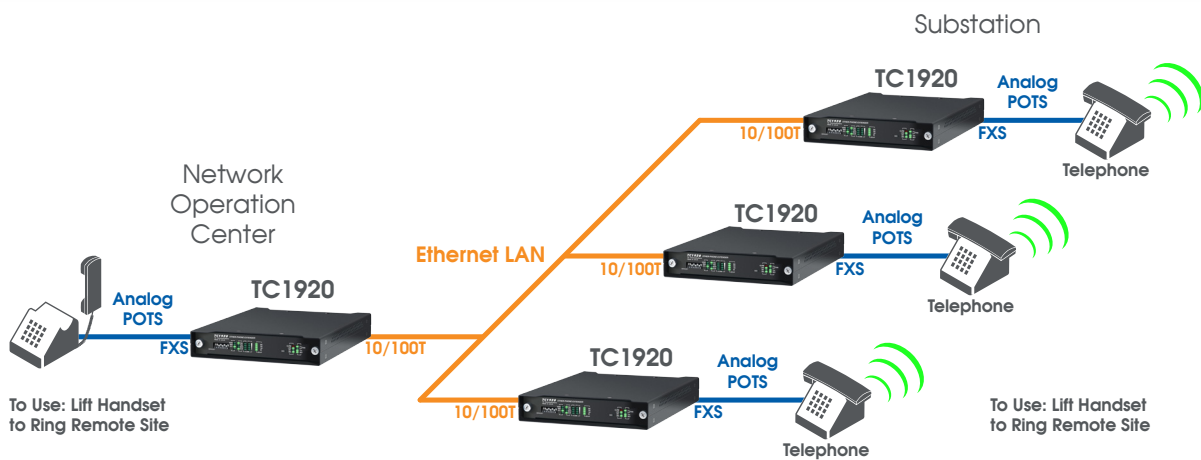 Substation
TC1920
Analog
POTS
10/100T
FXS
Telephone
Network
Operation
Center
TC1920
Analog
POTS
Ethernet LAN
10/100T
FXS
Telephone
Analog
POTS
TC1920
FXS
10/100T
TC1920
Analog
POTS
10/100T
FXS
Telephone
To Use: Lift Handset
to Ring Remote Site
To Use: Lift Handset
to Ring Remote Site